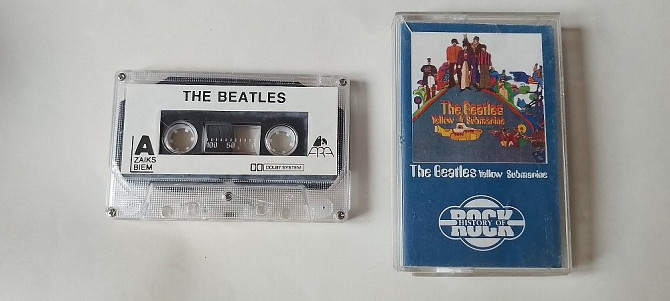 THE BEATLES
A
ZAIKS
BIEM
100 50
DOLBY SYSTEM
ARA
The Beatles
Yellow Submarine
The Beatles Yellow Submarine
ROCK
HISTORY OF